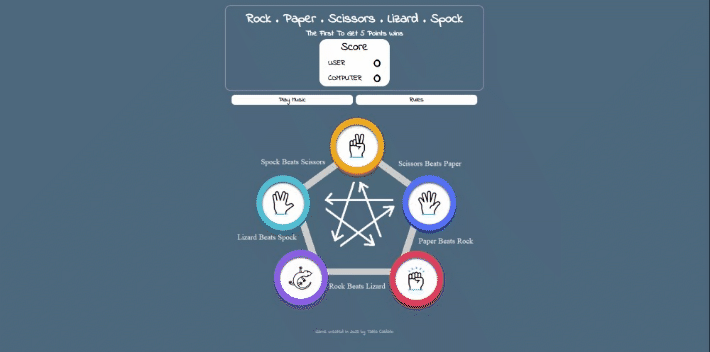 Rock . Paper . Scissors . Lizard . Spock
The First To Get 5 Points Wins
Score
USER 0
COMPUTER 0
Play Music Rules
Spock Beats Scissors Scissors Beats Paper
Lizard Beats Spock Paper Beats Rock
Rock Beats Lizard